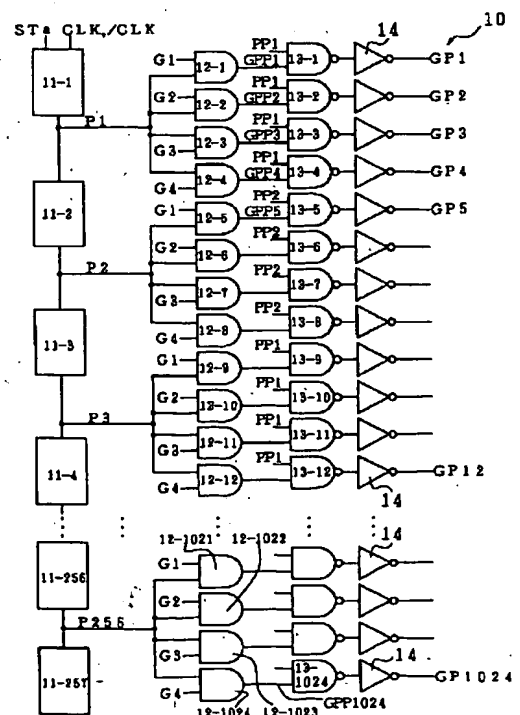 STa CLK,/CLK
14
10
11-1
G1
12-1
PP1
GPP1
13-1
GP1
G2
12-2
PP1
GPP2
13-2
GP2
P1
G3
12-3
PP1
GPP3
13-3
GP3
G4
12-4
PP1
GPP4
13-4
GP4
11-2
G1
12-5
PP2
GPP5
13-5
GP5
G2
12-6
PP2
13-6
P2
G3
12-7
PP2
13-7
G4
12-8
PP2
13-8
11-3
G1
12-9
PP1
13-9
G2
13-10
PP1
13-10
P3
G3
12-11
PP1
13-11
G4
12-12
PP1
13-12
GP12
11-4
14
12-1021
12-1022
14
11-256
G1
G2
P256
G3
13-1024
14
GP1024
11-257
G4
12-1024
12-1023
GPP1024